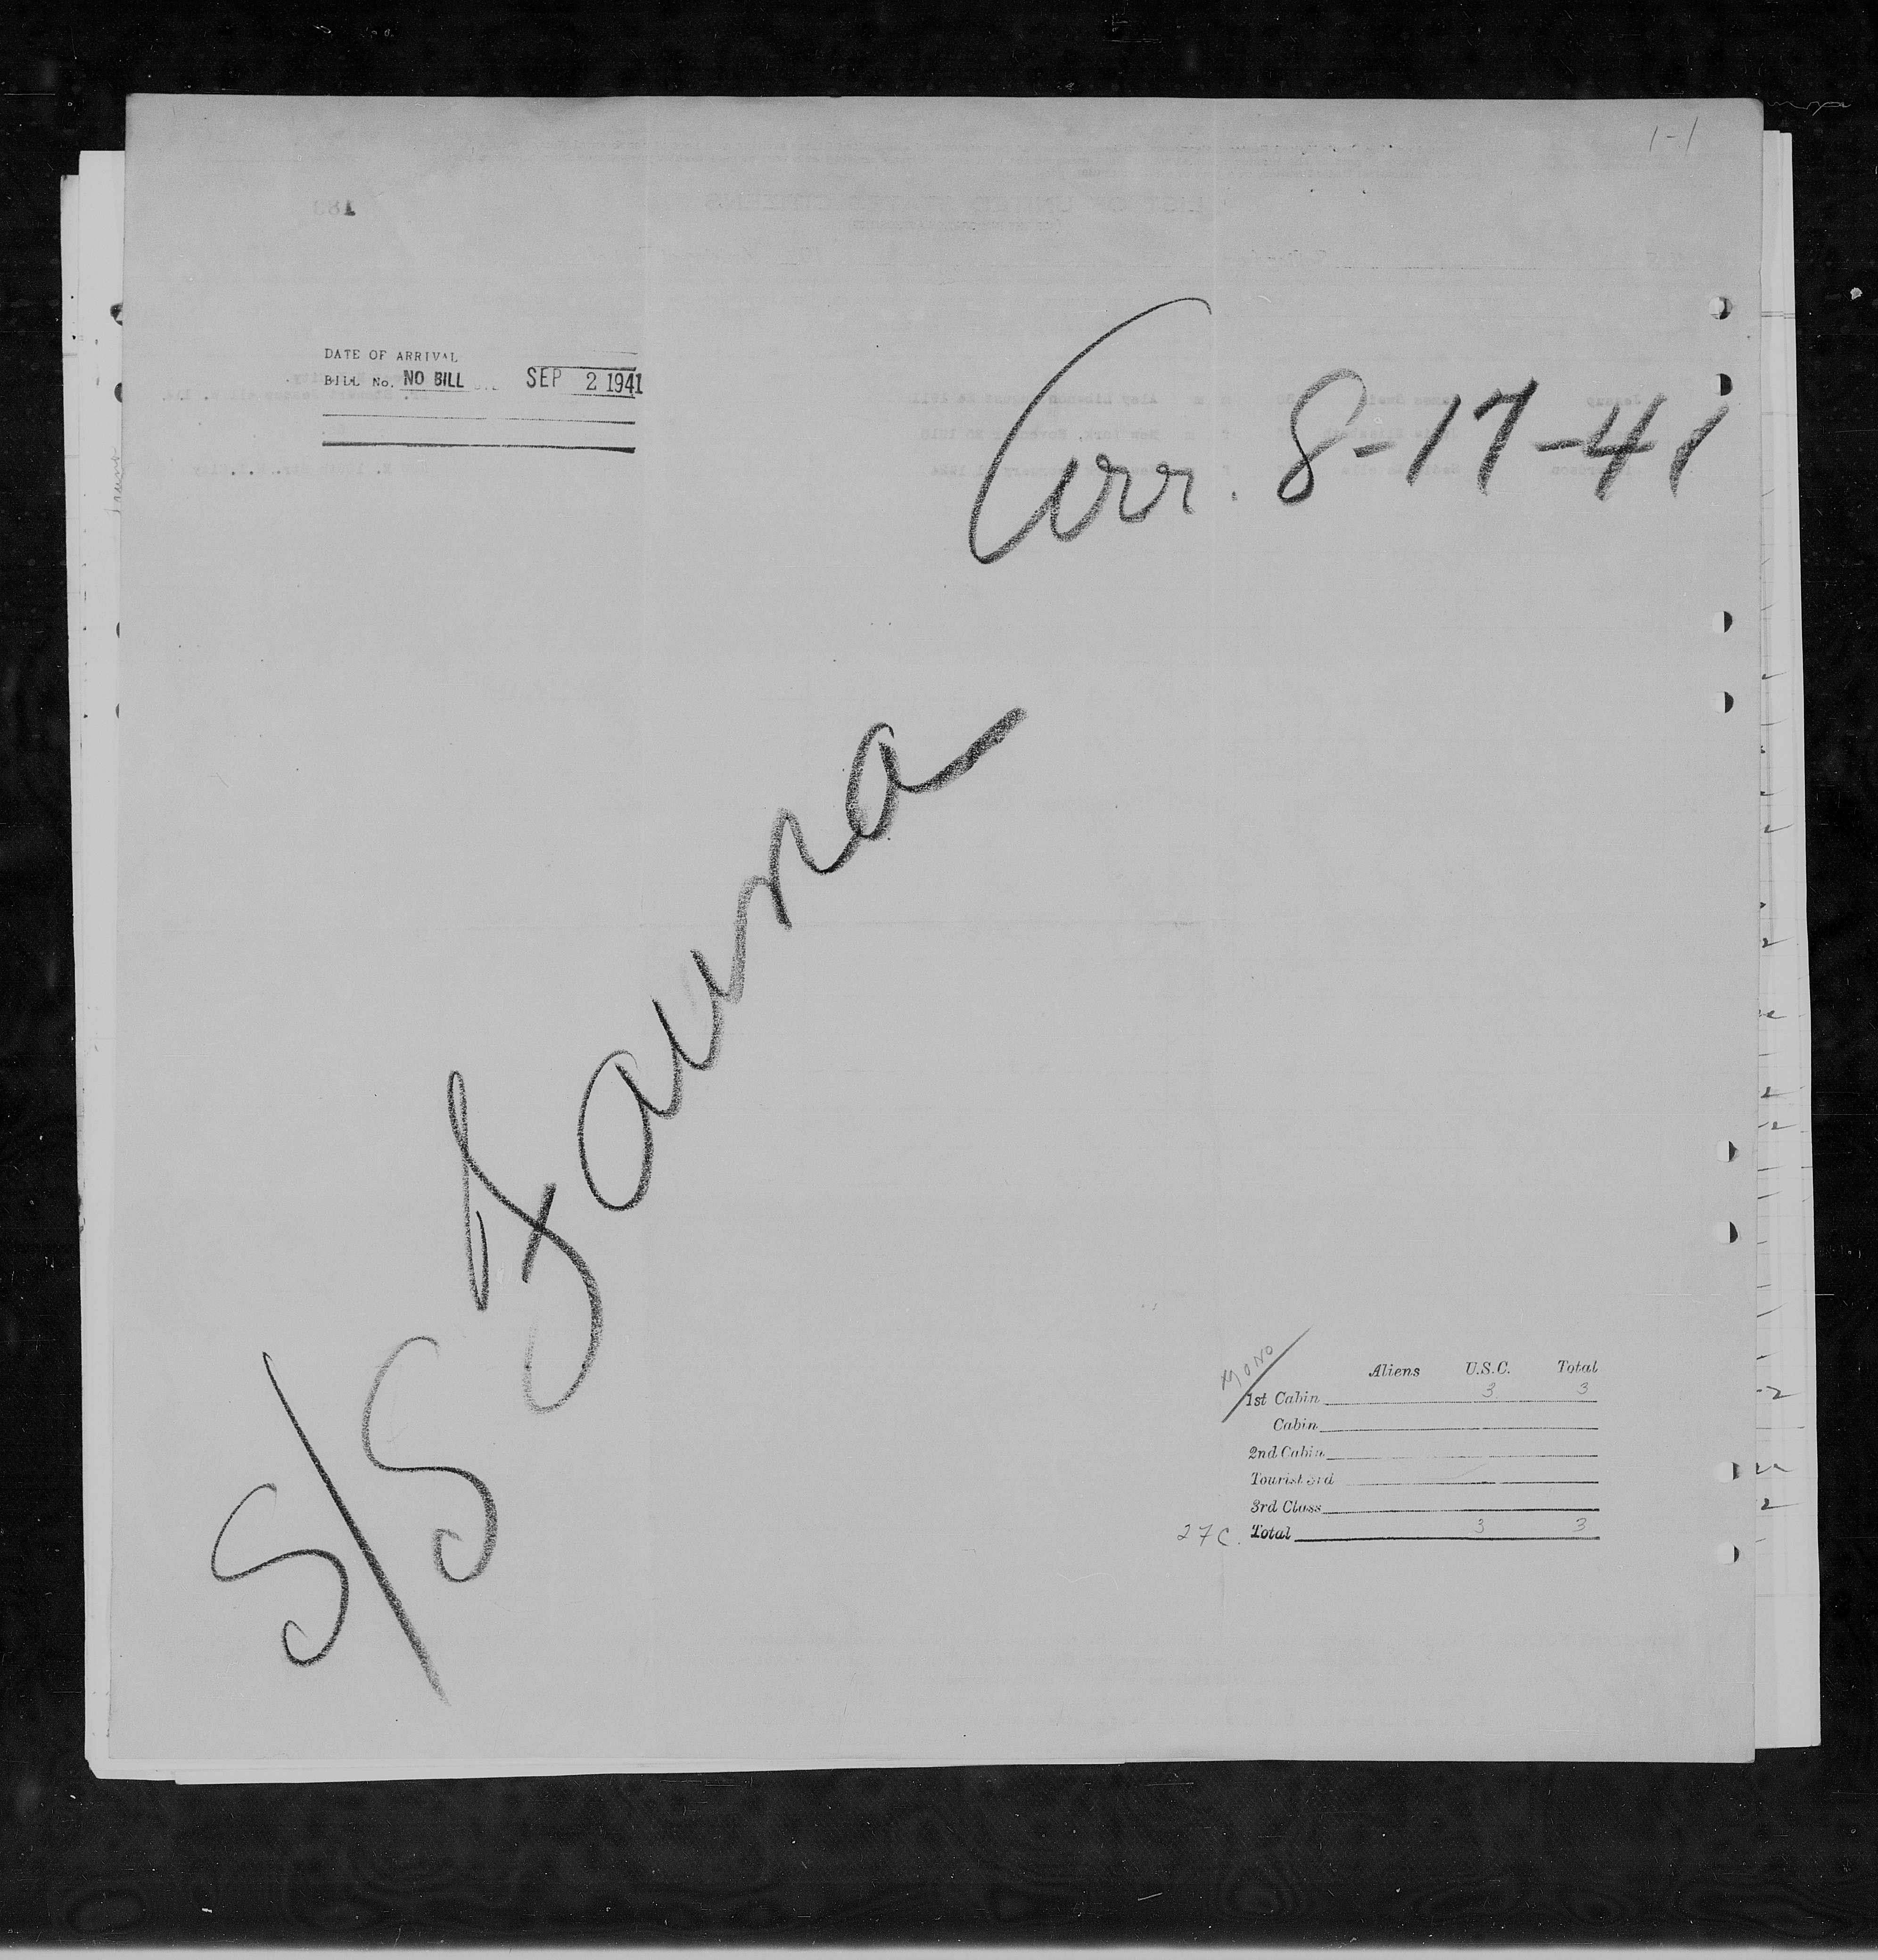 1-1
DATE OF ARRIVAL
BILL No. NO BILL SEP 2 1941
Arr. 8-17-41
S/S Fauna
MONO
Aliens U.S.C. Total
1st Cabin 3 3
Cabin
2nd Cabin
Tourist 3rd
3rd Class
27C. Total 3 3